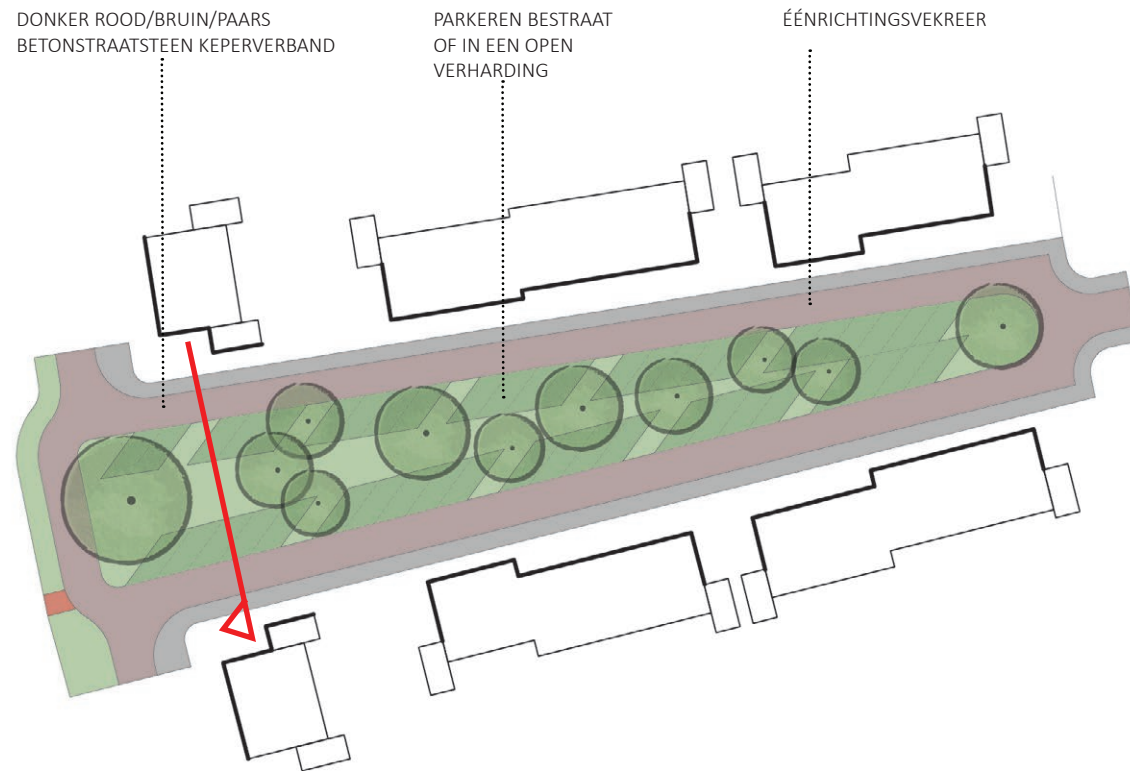 DONKER ROOD/BRUIN/PAARS
BETONSTRAATSTEEN KEPERVERBAND
PARKEREN BESTRAAT
OF IN EEN OPEN
VERHARDING
ÉÉNRICHTINGSVEKREER